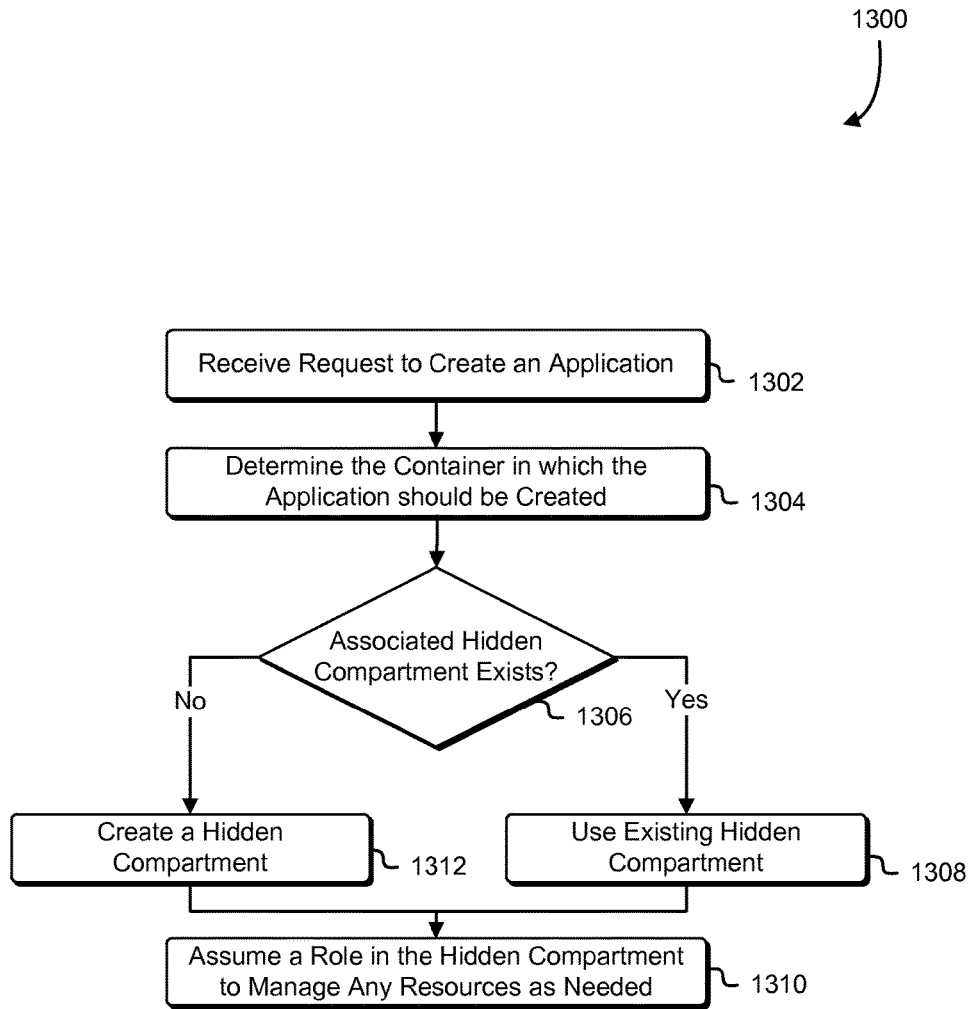 1300
Receive Request to Create an Application
1302
Determine the Container in which the
Application should be Created
1304
Associated Hidden
Compartment Exists?
1306
No
Yes
Create a Hidden
Compartment
1312
Use Existing Hidden
Compartment
1308
Assume a Role in the Hidden Compartment
to Manage Any Resources as Needed
1310